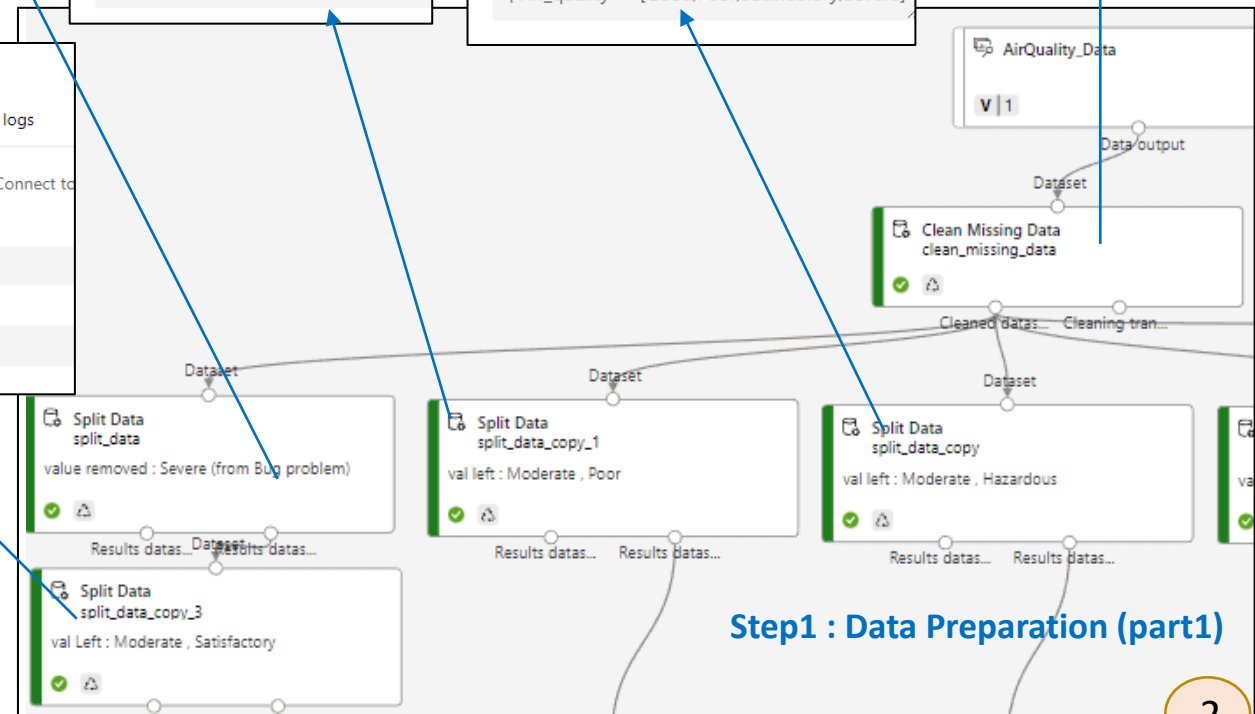 logs
Connect to
AirQuality_Data
V | 1
Data output
Dataset
Clean Missing Data
clean_missing_data
Cleaned datas... Cleaning tran...
Dataset
Dataset
Dataset
Split Data
split_data
value removed : Severe (from Bug problem)
Results datas... Results datas...
Split Data
split_data_copy_1
val left : Moderate , Poor
Results datas... Results datas...
Split Data
split_data_copy
val left : Moderate , Hazardous
Results datas... Results datas...
va
Dataset
Split Data
split_data_copy_3
val Left : Moderate , Satisfactory
Step1 : Data Preparation (part1)
2